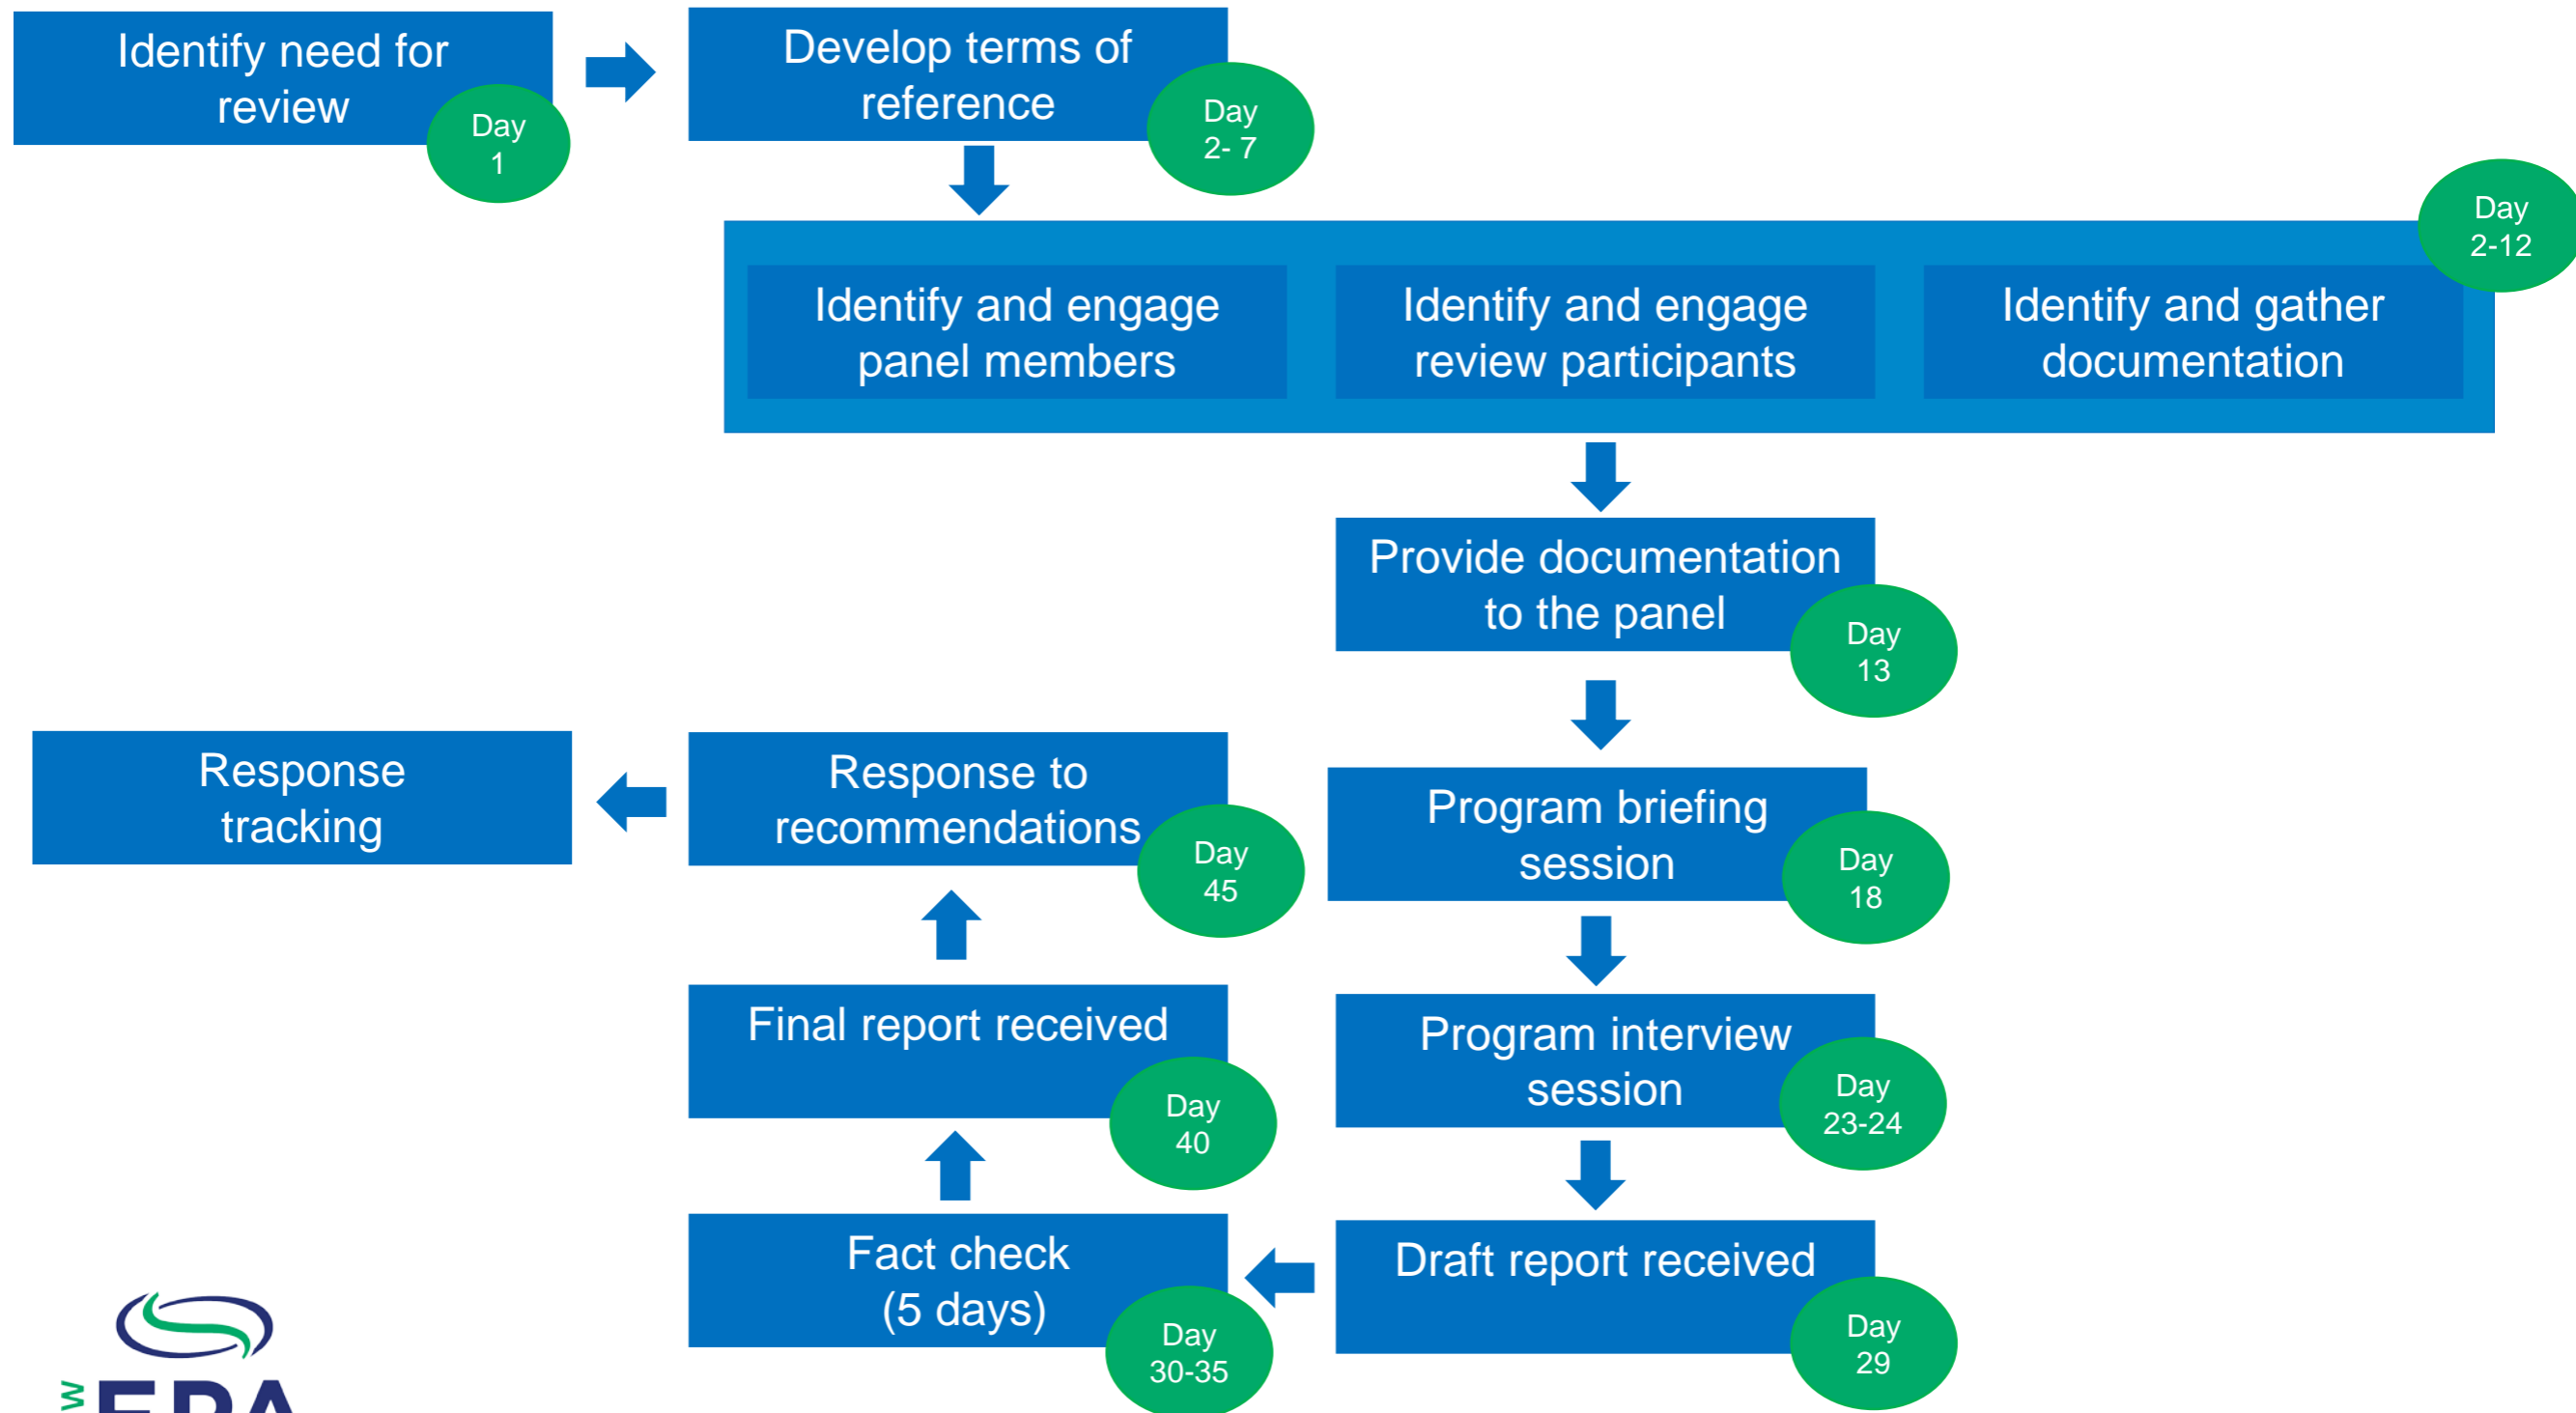 Identify need for
review
Day
1
Develop terms of
reference
Day
2- 7
Day
2-12
Identify and engage
panel members
Identify and engage
review participants
Identify and gather
documentation
Provide documentation
to the panel
Day
13
Program briefing
session
Day
18
Program interview
session
Day
23-24
Draft report received
Day
29
Fact check
(5 days)
Day
30-35
Final report received
Day
40
Response to
recommendations
Day
45
Response
tracking
W
EPA